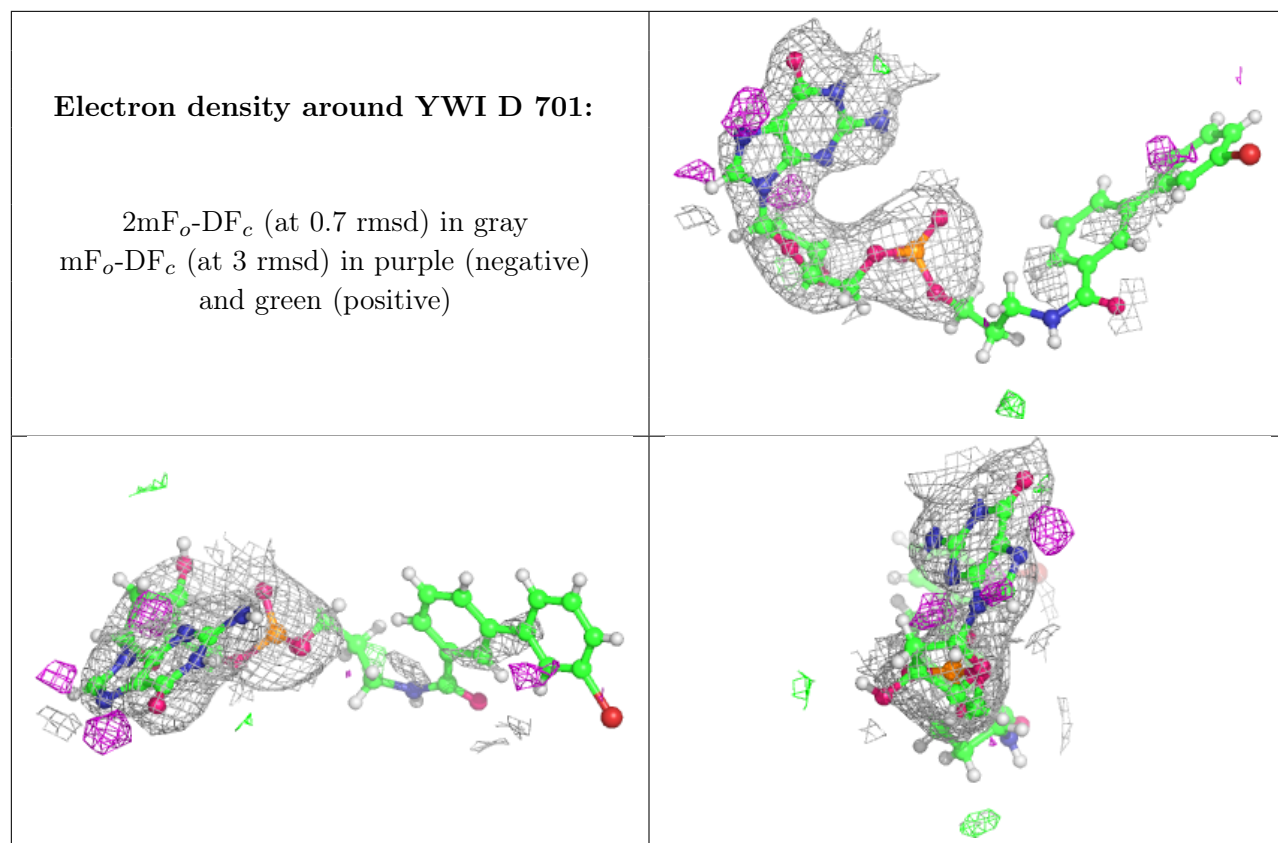 Electron density around YWI D 701:
2mFo-DFc (at 0.7 rmsd) in gray
mFo-DFc (at 3 rmsd) in purple (negative)
and green (positive)